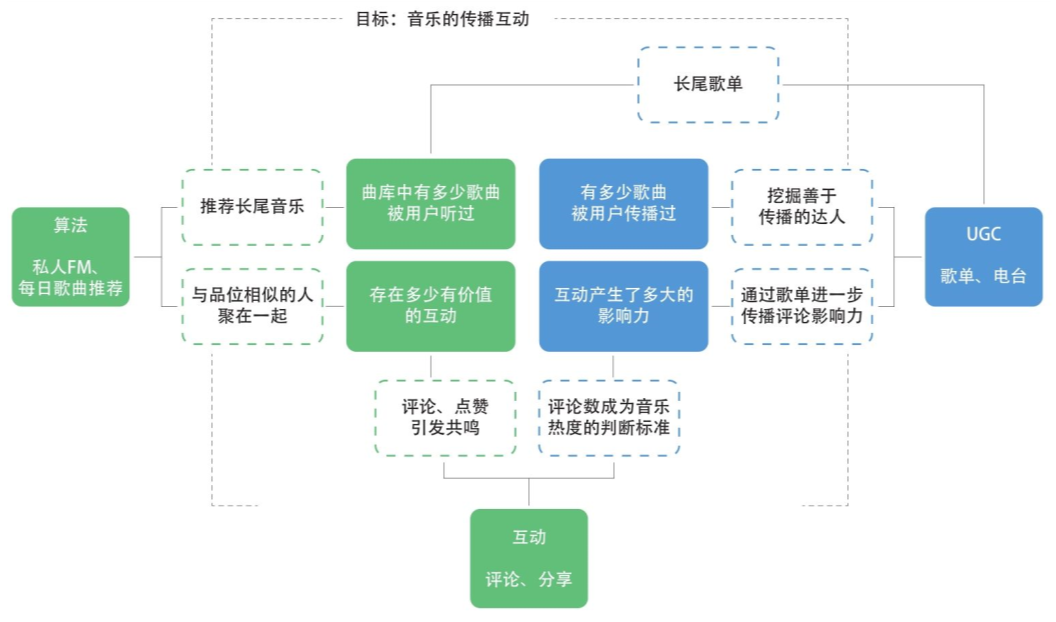 目标：音乐的传播互动
长尾歌单
推荐长尾音乐
曲库中有多少歌曲
被用户听过
有多少歌曲
被用户传播过
挖掘善于
传播的达人
算法
私人FM、
每日歌曲推荐
UGC
歌单、电台
与品位相似的人
聚在一起
存在多少有价值
的互动
互动产生了多大的
影响力
通过歌单进一步
传播评论影响力
评论、点赞
引发共鸣
评论数成为音乐
热度的判断标准
互动
评论、分享